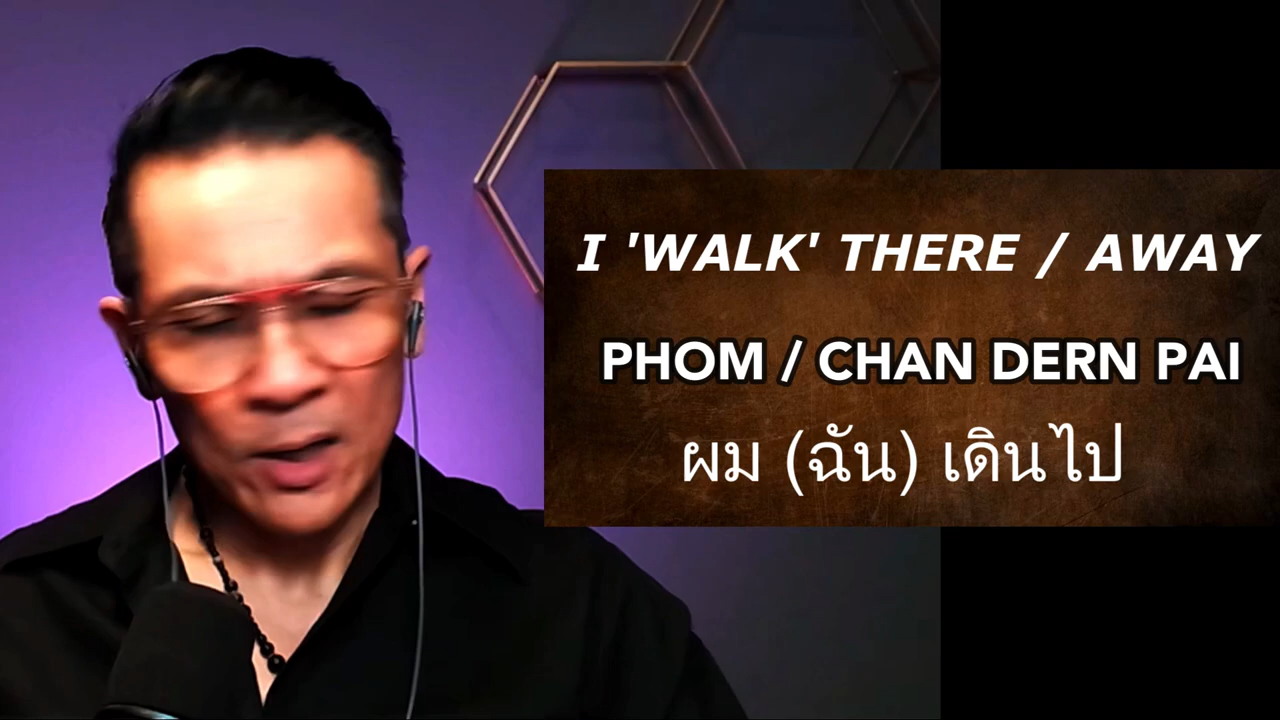 I 'WALK' THERE / AWAY
PHOM / CHAN DERN PAI
ผม (ฉัน) เดินไป